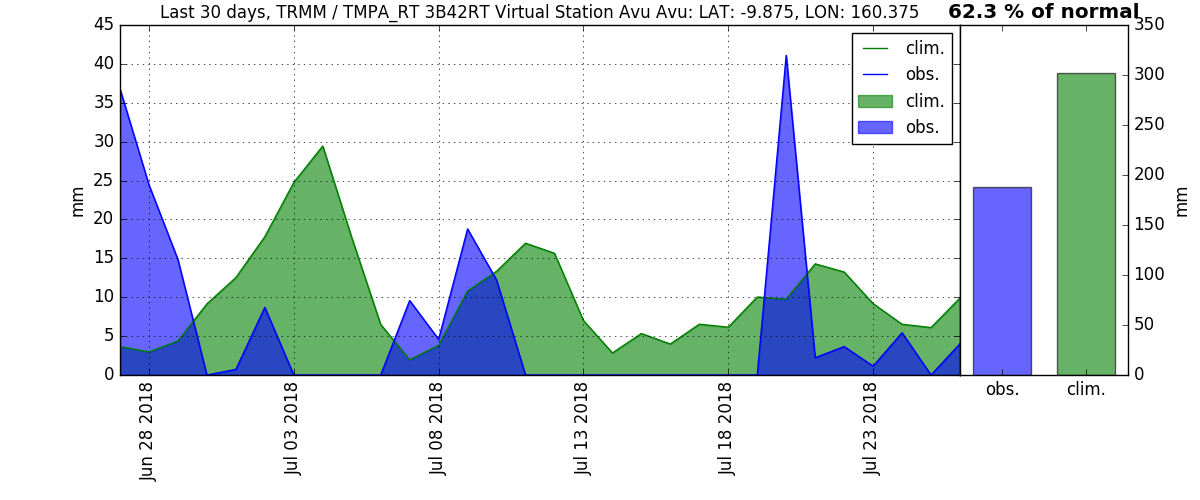 Last 30 days, TRMM / TMPA_RT 3B42RT Virtual Station Avu Avu: LAT: -9.875, LON: 160.375
62.3 % of normal
45
40
35
30
25
20
15
10
5
0
mm
clim.
obs.
clim.
obs.
Jun 28 2018
Jul 03 2018
Jul 08 2018
Jul 13 2018
Jul 18 2018
Jul 23 2018
350
300
250
200
150
100
50
0
mm
obs.
clim.